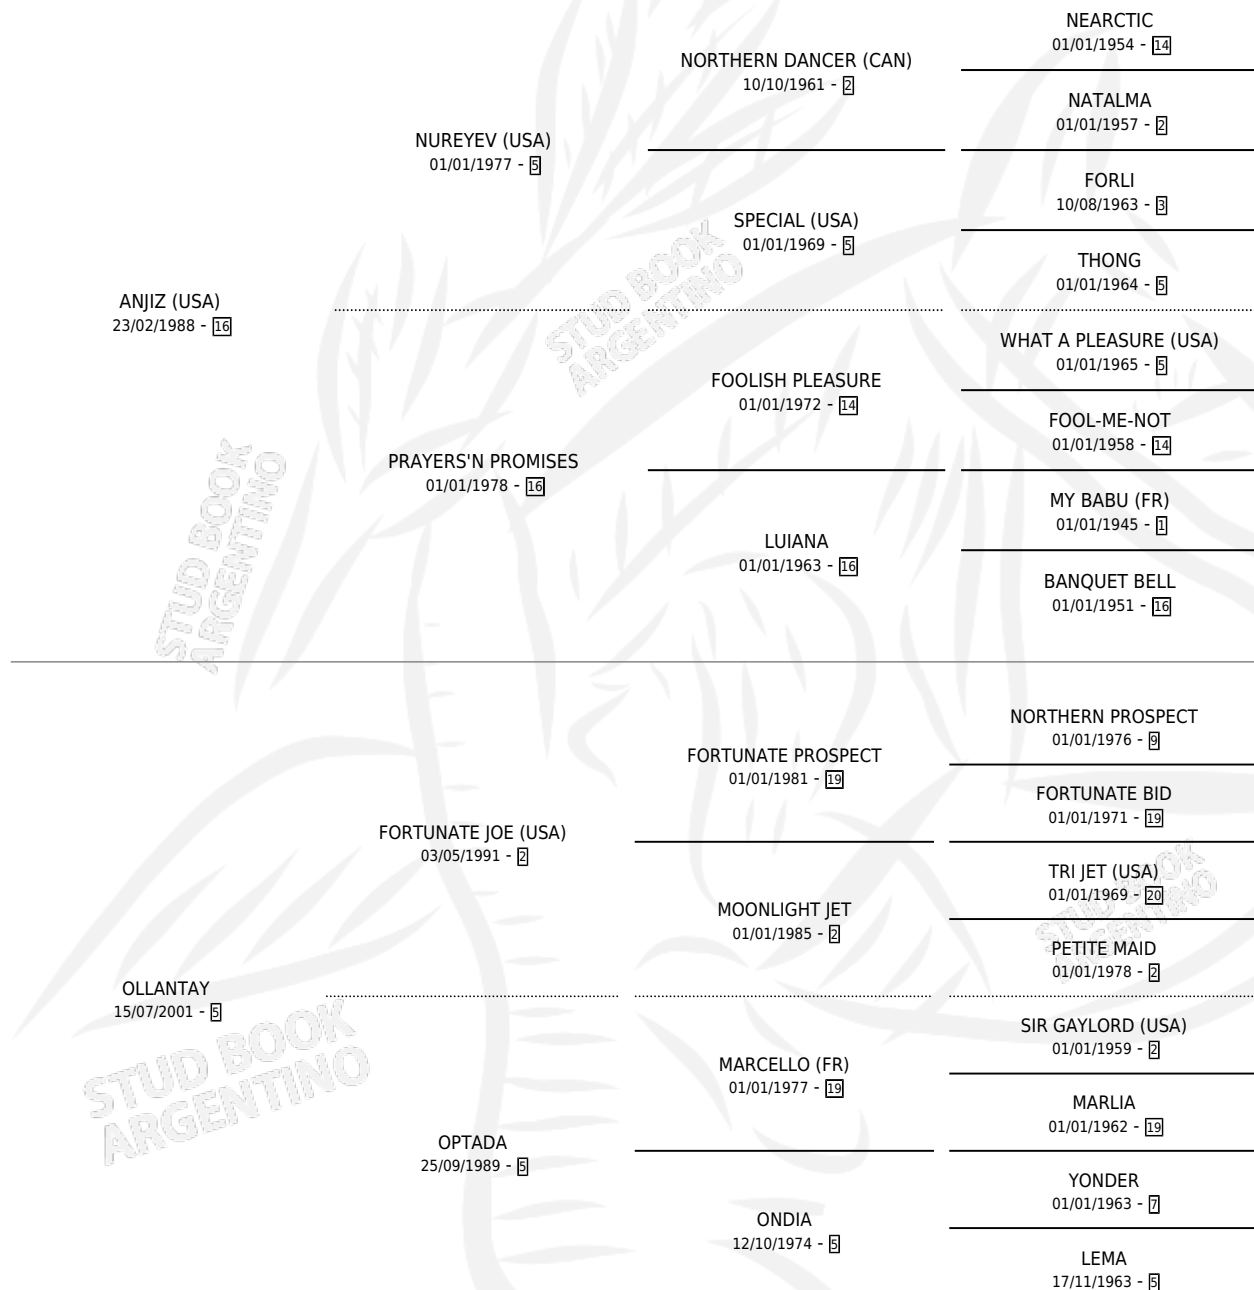 NEARCTIC
01/01/1954 - 14
NORTHERN DANCER (CAN)
10/10/1961 - 2
NATALMA
01/01/1957 - 2
NUREYEV (USA)
01/01/1977 - 5
FORLI
10/08/1963 - 3
SPECIAL (USA)
01/01/1969 - 5
THONG
01/01/1964 - 5
ANJIZ (USA)
23/02/1988 - 16
STUD BOOK
ARGENTINO
WHAT A PLEASURE (USA)
01/01/1965 - 5
FOOLISH PLEASURE
01/01/1972 - 14
FOOL-ME-NOT
01/01/1958 - 14
PRAYERS'N PROMISES
01/01/1978 - 16
MY BABU (FR)
01/01/1945 - 1
LUIANA
01/01/1963 - 16
BANQUET BELL
01/01/1951 - 16
STUD BOOK
ARGENTINO
NORTHERN PROSPECT
01/01/1976 - 9
FORTUNATE PROSPECT
01/01/1981 - 19
FORTUNATE BID
01/01/1971 - 19
FORTUNATE JOE (USA)
03/05/1991 - 2
TRI JET (USA)
01/01/1969 - 20
MOONLIGHT JET
01/01/1985 - 2
STUD BOOK
ARGENTINO
PETITE MAID
01/01/1978 - 2
OLLANTAY
15/07/2001 - 5
SIR GAYLORD (USA)
01/01/1959 - 2
MARCELLO (FR)
01/01/1977 - 19
STUD BOOK
ARGENTINO
MARLIA
01/01/1962 - 19
OPTADA
25/09/1989 - 5
YONDER
01/01/1963 - 7
ONDIA
12/10/1974 - 5
LEMA
17/11/1963 - 5